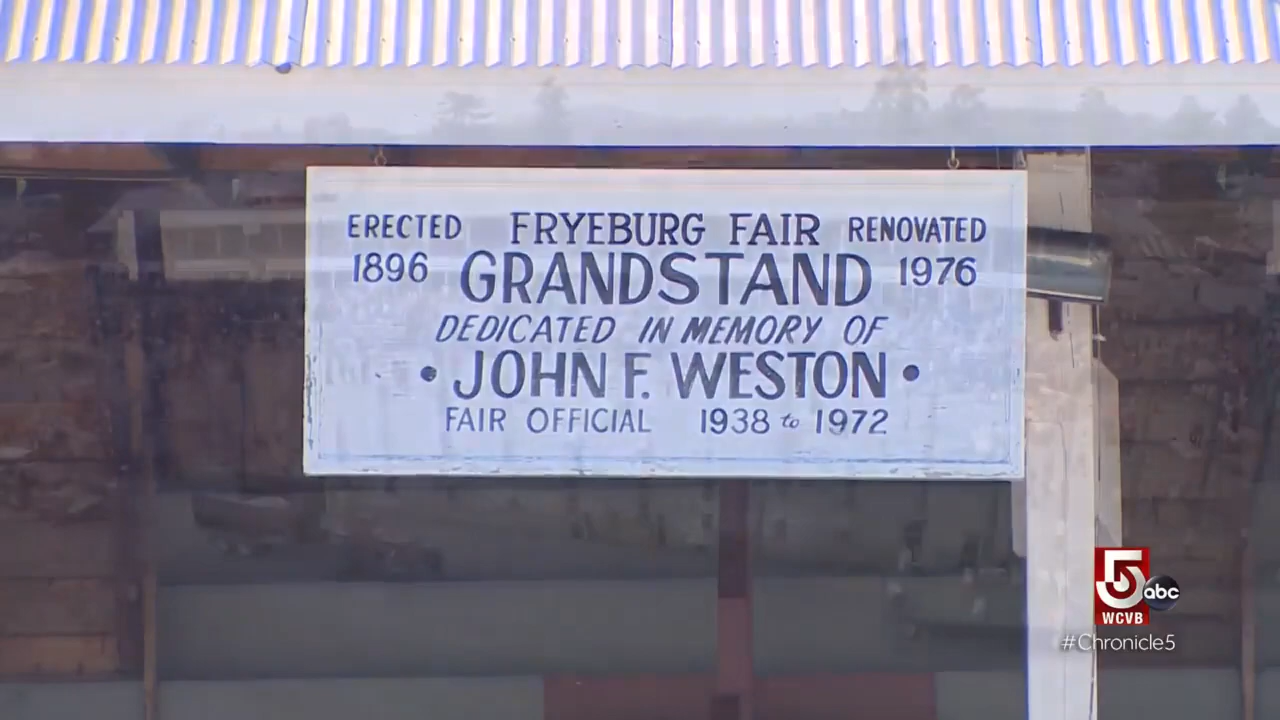 ERECTED FRYEBURG FAIR RENOVATED
1896 GRANDSTAND 1976
DEDICATED IN MEMORY OF
• JOHN F. WESTON •
FAIR OFFICIAL 1938 to 1972
5 abc
WCVB
#Chronicle5